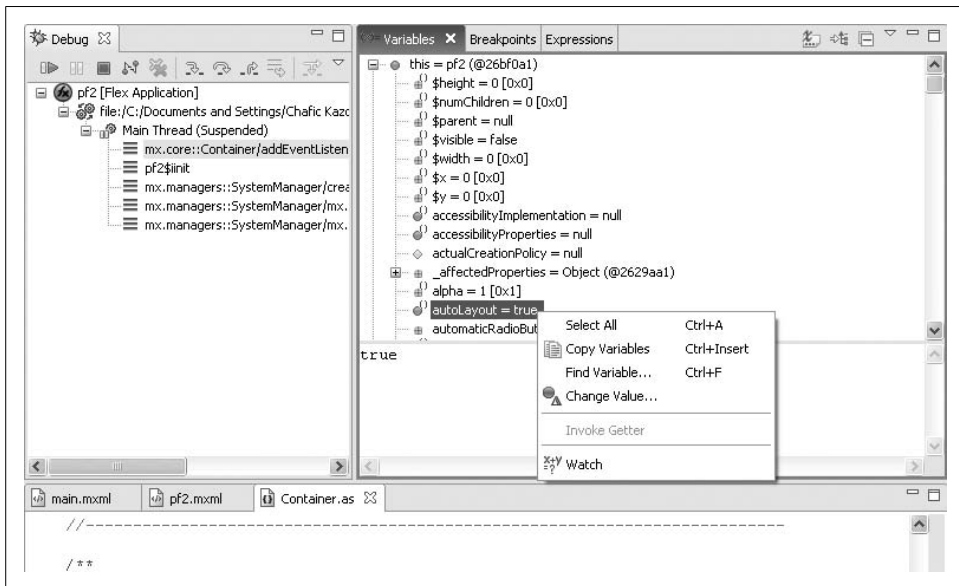 Debug
pf2 [Flex Application]
file:/C:/Documents and Settings/Chafic Kazc
Main Thread (Suspended)
mx.core::Container/addEventListen
pf2$iinit
mx.managers::SystemManager/crea
mx.managers::SystemManager/mx.
mx.managers::SystemManager/mx.
Variables Breakpoints Expressions
this = pf2 (@26bf0a1)
$height = 0 [0x0]
$numChildren = 0 [0x0]
$parent = null
$visible = false
$width = 0 [0x0]
$x = 0 [0x0]
$y = 0 [0x0]
accessibilityImplementation = null
accessibilityProperties = null
actualCreationPolicy = null
_affectedProperties = Object (@2629aa1)
alpha = 1 [0x1]
autoLayout = true
automaticRadioBut
true
Select All Ctrl+A
Copy Variables Ctrl+Insert
Find Variable... Ctrl+F
Change Value...
Invoke Getter
Watch
main.mxml pf2.mxml Container.as
//--------------------------------------------------------------------------
/**